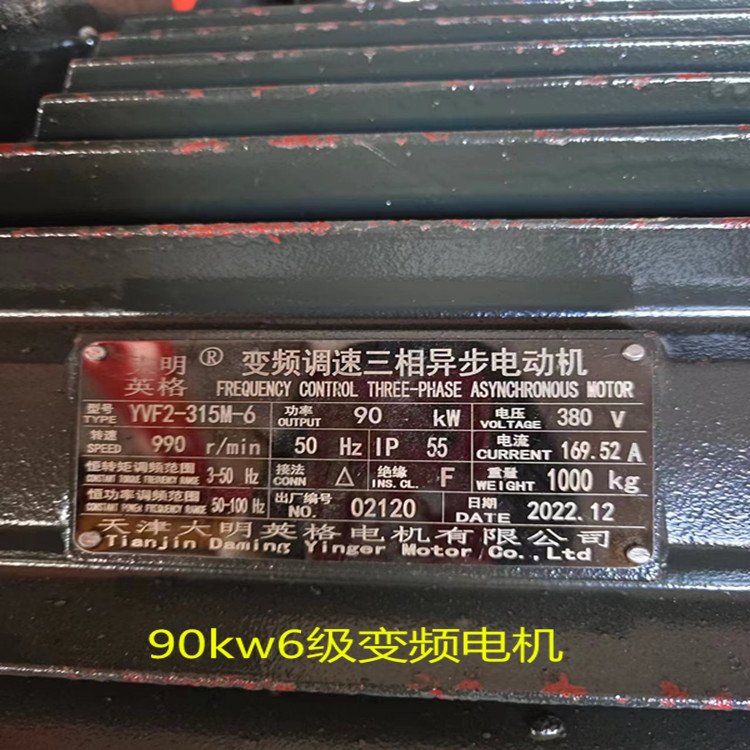 大明® 变频调速三相异步电动机
英格 FREQUENCY CONTROL THREE-PHASE ASYNCHRONOUS MOTOR
型号 TYPE YVF2-315M-6 功率 OUTPUT 90 kW 电压 VOLTAGE 380 V
转速 SPEED 990 r/min 50 Hz IP 55 电流 CURRENT 169.52 A
恒转矩调频范围 CONSTANT TORQUE FREQUENCY RANGE 3-50 Hz 接法 CONN △ 绝缘 INS.CL. F 重量 WEIGHT 1000 kg
恒功率调频范围 CONSTANT POWER FREQUENCY RANGE 50-100 Hz 出厂编号 NO. 02120 日期 DATE 2022.12
天津大明英格电机有限公司
Tianjin Daming Yinger Motor Co.,Ltd
90kw6级变频电机